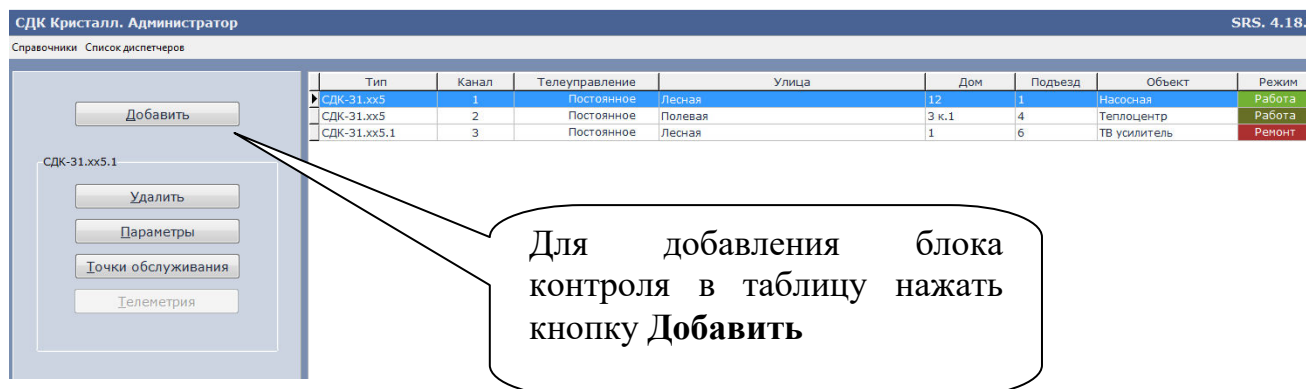 СДК Кристалл. Администратор SRS. 4.18.
Справочники Список диспетчеров
Тип Канал Телеуправление Улица Дом Подъезд Объект Режим
СДК-31.xx5 1 Постоянное Лесная 12 1 Насосная Работа
СДК-31.xx5 2 Постоянное Полевая 3 к.1 4 Теплоцентр Работа
СДК-31.xx5.1 3 Постоянное Лесная 1 6 ТВ усилитель Ремонт
Добавить
СДК-31.xx5.1
Удалить
Параметры
Точки обслуживания
Телеметрия
Для добавления блока
контроля в таблицу нажать
кнопку Добавить